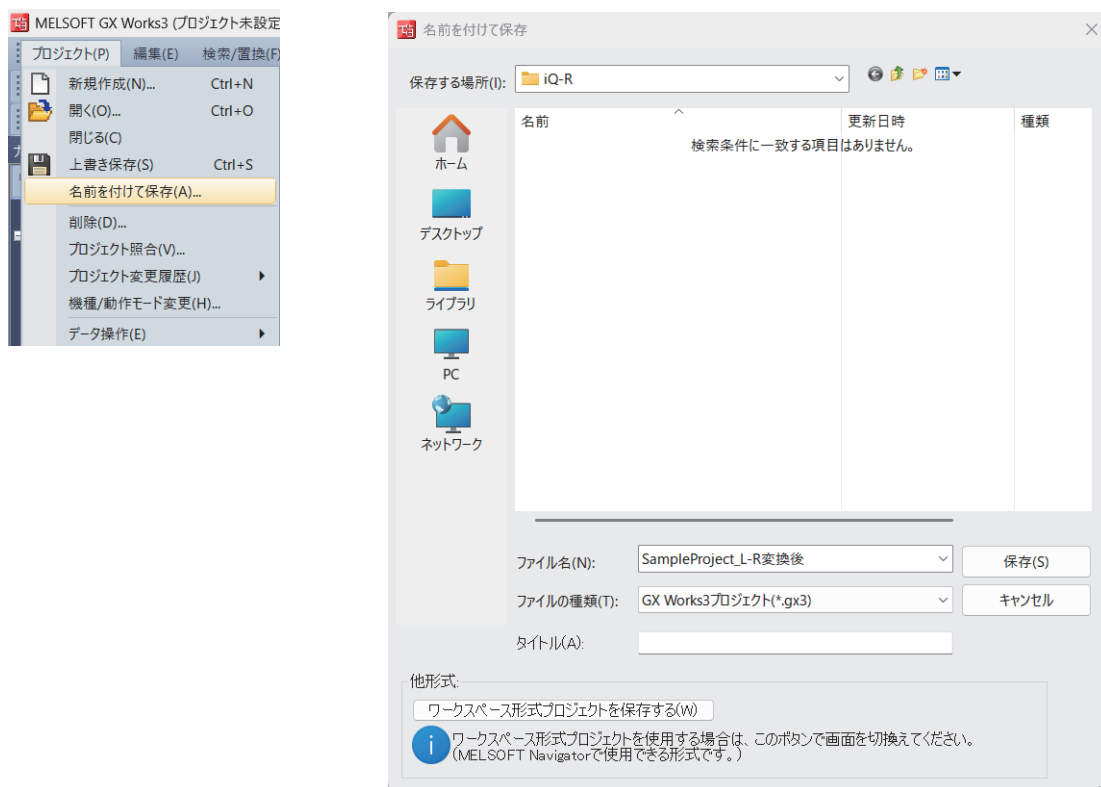 MELSOFT GX Works3 (プロジェクト未設定
プロジェクト(P) 編集(E) 検索/置換(F)
新規作成(N)... Ctrl+N
開く(O)... Ctrl+O
閉じる(C)
上書き保存(S) Ctrl+S
名前を付けて保存(A)...
削除(D)...
プロジェクト照合(V)...
プロジェクト変更履歴(J)
機種/動作モード変更(H)...
データ操作(E)
名前を付けて保存
保存する場所(I): iQ-R
名前 更新日時 種類
検索条件に一致する項目はありません。
ホーム
デスクトップ
ライブラリ
PC
ネットワーク
ファイル名(N): SampleProject_L-R変換後 保存(S)
ファイルの種類(T): GX Works3プロジェクト(*.gx3) キャンセル
タイトル(A):
他形式:
ワークスペース形式プロジェクトを保存する(W)
ワークスペース形式プロジェクトを使用する場合は、このボタンで画面を切換えてください。
(MELSOFT Navigatorで使用できる形式です。)